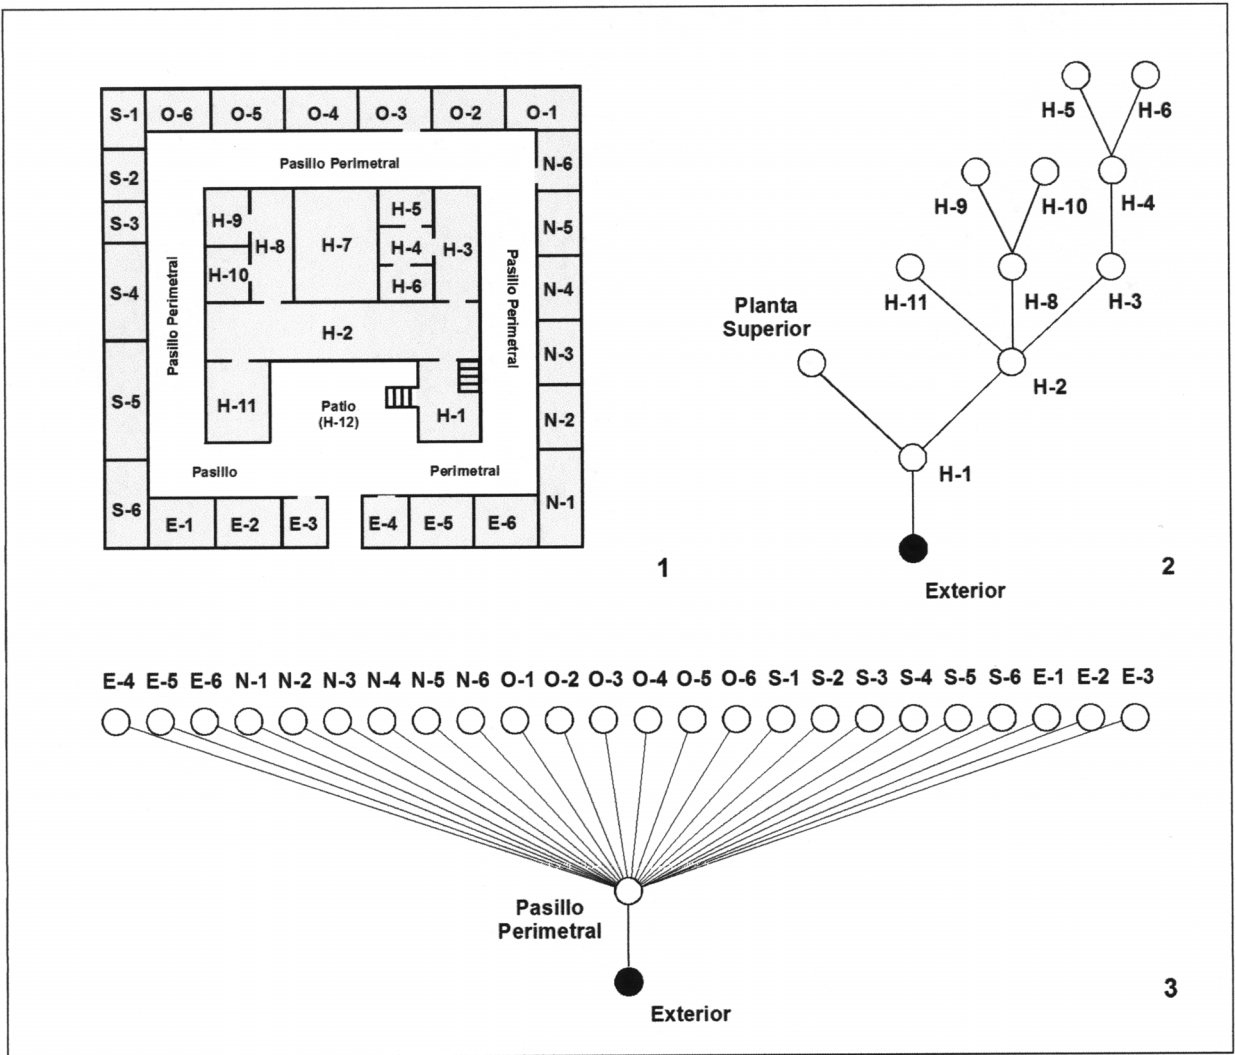 S-1 O-6 O-5 O-4 O-3 O-2 O-1
Pasillo Perimetral
N-6
S-2
S-3
H-9
H-8
H-7
H-5
H-4
H-3
N-5
H-10
H-6
Pasillo Perimetral
Pasillo Perimetral
S-4
N-4
H-2
N-3
S-5
H-11
Patio
(H-12)
H-1
N-2
Pasillo
Perimetral
S-6
E-1 E-2 E-3 E-4 E-5 E-6
N-1
1
H-5 H-6
H-9 H-10 H-4
H-11 H-8 H-3
Planta
Superior
H-2
H-1
Exterior
2
E-4 E-5 E-6 N-1 N-2 N-3 N-4 N-5 N-6 O-1 O-2 O-3 O-4 O-5 O-6 S-1 S-2 S-3 S-4 S-5 S-6 E-1 E-2 E-3
Pasillo
Perimetral
Exterior
3